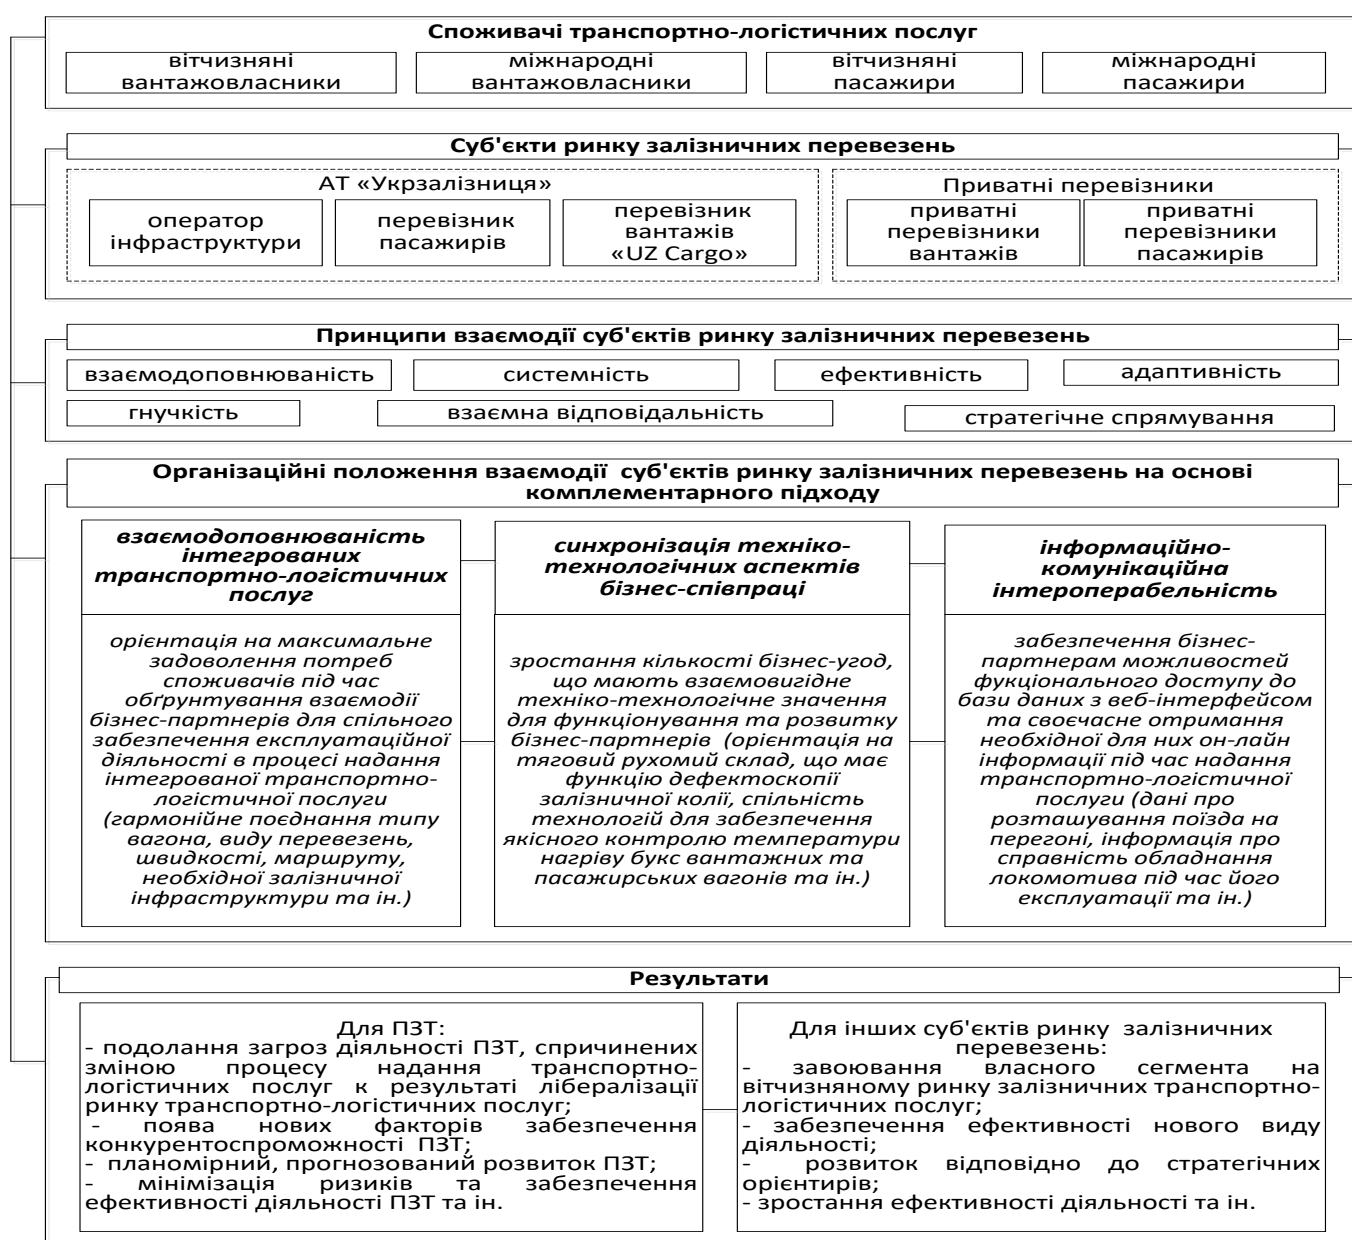 Споживачі транспортно-логістичних послуг
вітчизняні
вантажовласники
міжнародні
вантажовласники
вітчизняні
пасажири
міжнародні
пасажири
Суб'єкти ринку залізничних перевезень
АТ «Укрзалізниця»
оператор
інфраструктури
перевізник
пасажирів
перевізник
вантажів
«UZ Cargo»
Приватні перевізники
приватні
перевізники
вантажів
приватні
перевізники
пасажирів
Принципи взаємодії суб'єктів ринку залізничних перевезень
взаємодоповнюваність
системність
ефективність
адаптивність
гнучкість
взаємна відповідальність
стратегічне спрямування
Організаційні положення взаємодії суб'єктів ринку залізничних перевезень на основі
комплементарного підходу
взаємодоповнюваність
інтегрованих
транспортно-логістичних
послуг
орієнтація на максимальне
задоволення потреб
споживачів під час
обґрунтування взаємодії
бізнес-партнерів для спільного
забезпечення експлуатаційної
діяльності в процесі надання
інтегрованої транспортно-
логістичної послуги
(гармонійне поєднання типу
вагона, виду перевезень,
швидкості, маршруту,
необхідної залізничної
інфраструктури та ін.)
синхронізація техніко-
технологічних аспектів
бізнес-співпраці
зростання кількості бізнес-угод,
що мають взаємовигідне
техніко-технологічне значення
для функціонування та розвитку
бізнес-партнерів (орієнтація на
тяговий рухомий склад, що має
функцію дефектоскопії
залізничної колії, спільність
технологій для забезпечення
якісного контролю температури
нагріву букс вантажних та
пасажирських вагонів та ін.)
інформаційно-
комунікаційна
інтероперабельність
забезпечення бізнес-
партнерам можливостей
фукціонального доступу до
бази даних з веб-інтерфейсом
та своєчасне отримання
необхідної для них он-лайн
інформації під час надання
транспортно-логістичної
послуги (дані про
розташування поїзда на
перегоні, інформація про
справність обладнання
локомотива під час його
експлуатації та ін.)
Результати
Для ПЗТ:
- подолання загроз діяльності ПЗТ, спричинених
зміною процесу надання транспортно-
логістичних послуг к результаті лібералізації
ринку транспортно-логістичних послуг;
- поява нових факторів забезпечення
конкурентоспроможності ПЗТ;
- планомірний, прогнозований розвиток ПЗТ;
- мінімізація ризиків та забезпечення
ефективності діяльності ПЗТ та ін.
Для інших суб'єктів ринку залізничних
перевезень:
- завоювання власного сегмента на
вітчизняному ринку залізничних транспортно-
логістичних послуг;
- забезпечення ефективності нового виду
діяльності;
- розвиток відповідно до стратегічних
орієнтирів;
- зростання ефективності діяльності та ін.